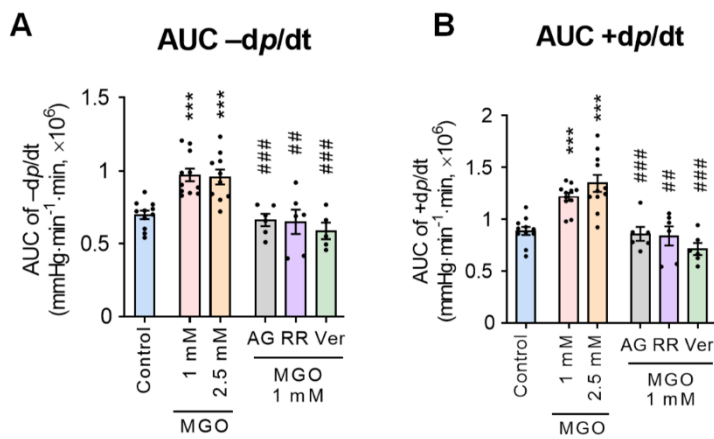 A
AUC –dp/dt
AUC of –dp/dt
(mmHg·min⁻¹·min, ×10⁶)
1.5
1
0.5
0
***
***
###
##
###
Control
1 mM
2.5 mM
AG RR Ver
MGO
MGO
1 mM
B
AUC +dp/dt
AUC of +dp/dt
(mmHg·min⁻¹·min, ×10⁶)
2
1.5
1
0.5
0
***
***
###
##
###
Control
1 mM
2.5 mM
AG RR Ver
MGO
MGO
1 mM